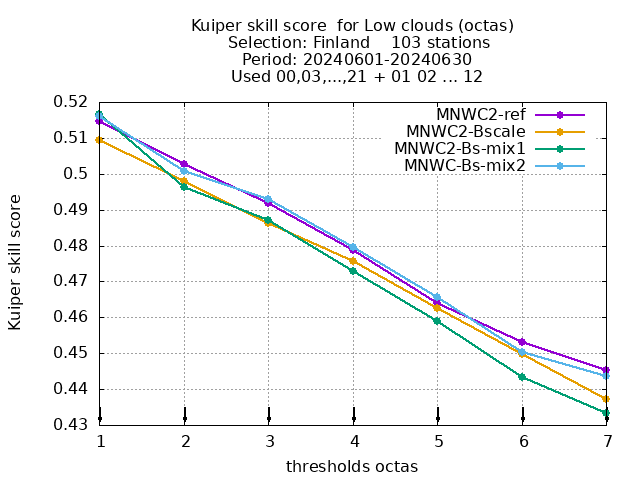 Kuiper skill score  for Low clouds (octas)
Selection: Finland    103 stations
Period: 20240601-20240630
Used 00,03,...,21 + 01 02 ... 12
MNWC2-ref
MNWC2-Bscale
MNWC2-Bs-mix1
MNWC-Bs-mix2
Kuiper skill score
0.52
0.51
0.5
0.49
0.48
0.47
0.46
0.45
0.44
0.43
1 2 3 4 5 6 7
thresholds octas